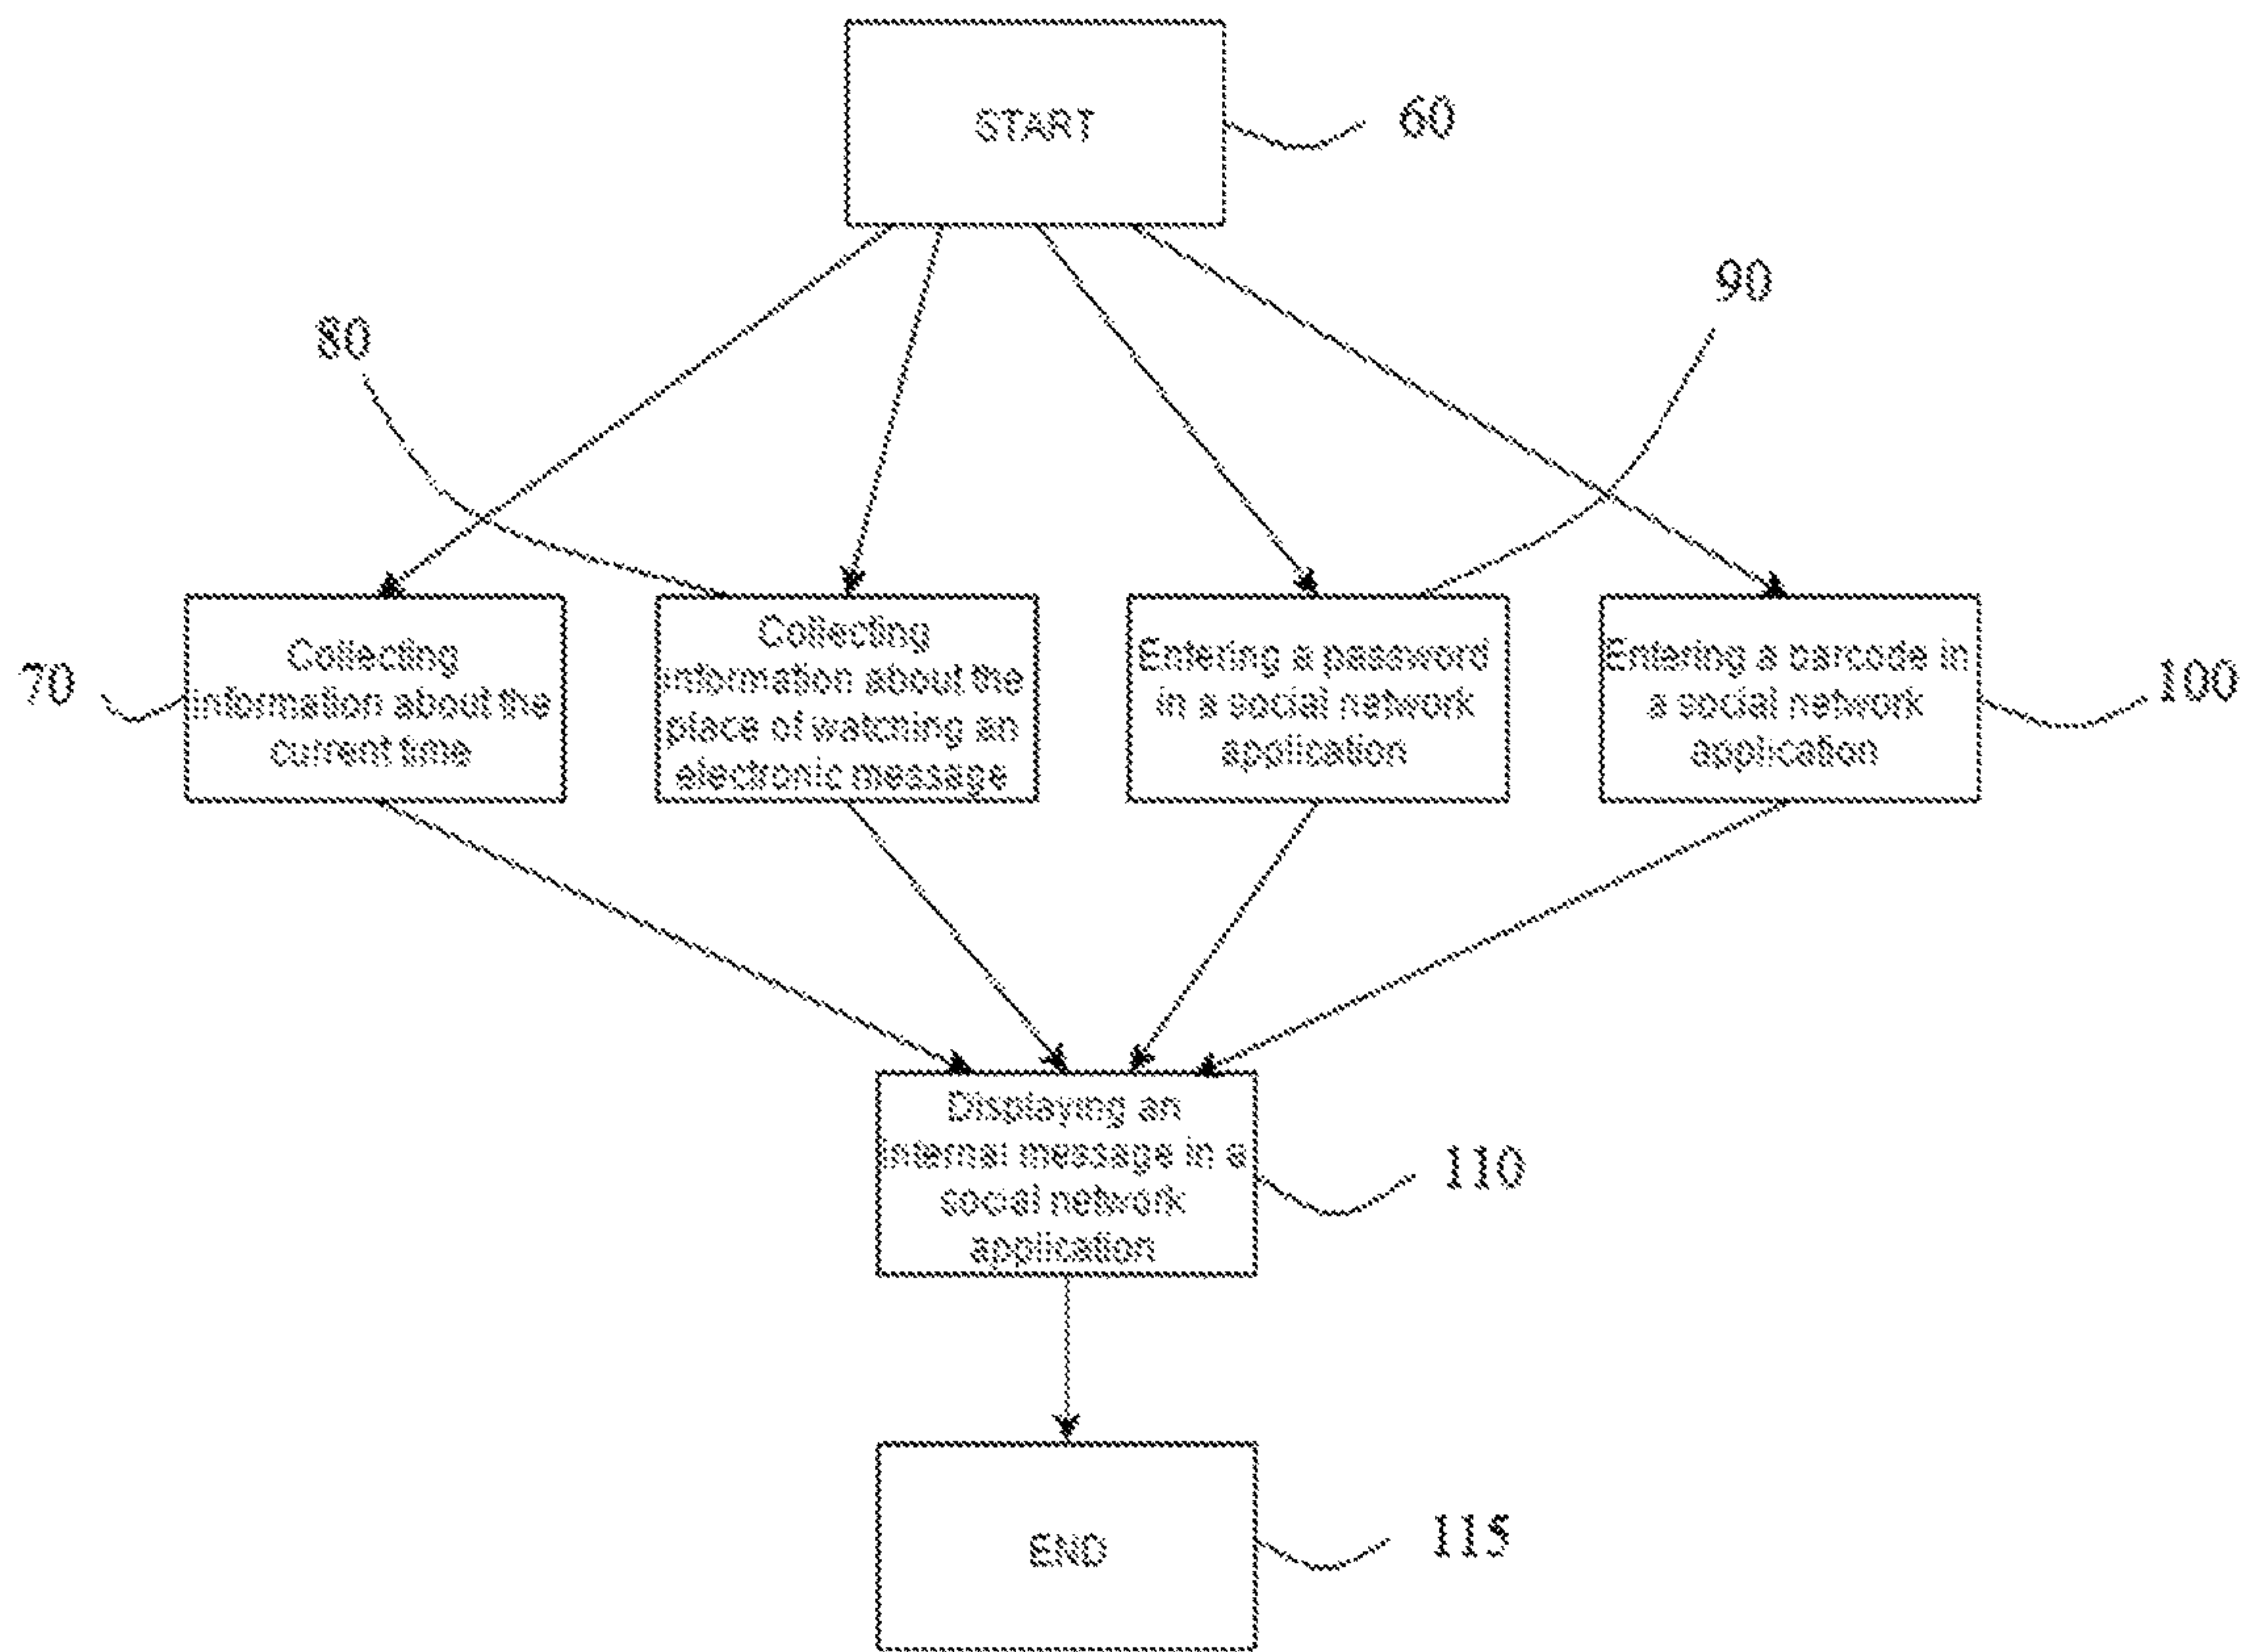 START
60
80
90
70
Collecting
information about the
current time
Collecting
information about the
place of watching an
electronic message
Entering a password
in a social network
application
Entering a barcode in
a social network
application
100
Displaying an
internal message in a
social network
application
110
END
115